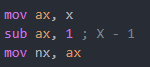 mov ax, x
sub ax, 1 ; X - 1
mov nx, ax